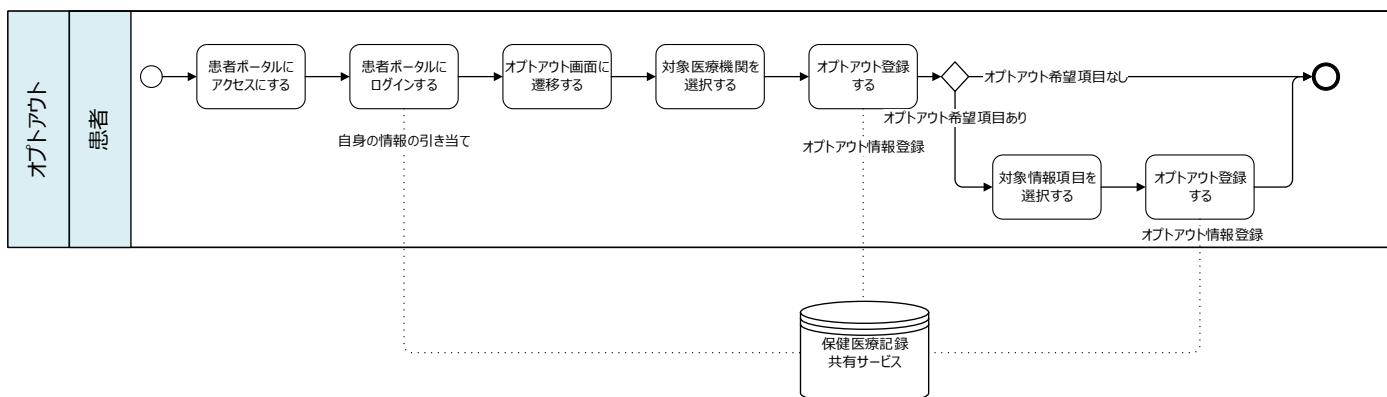 オプトアウト
患者
患者ポータルに
アクセスにする
患者ポータルに
ログインする
オプトアウト画面に
遷移する
対象医療機関を
選択する
オプトアウト登録
する
オプトアウト希望項目なし
オプトアウト希望項目あり
自身の情報の引き当て
オプトアウト情報登録
対象情報項目を
選択する
オプトアウト登録
する
オプトアウト情報登録
保健医療記録
共有サービス